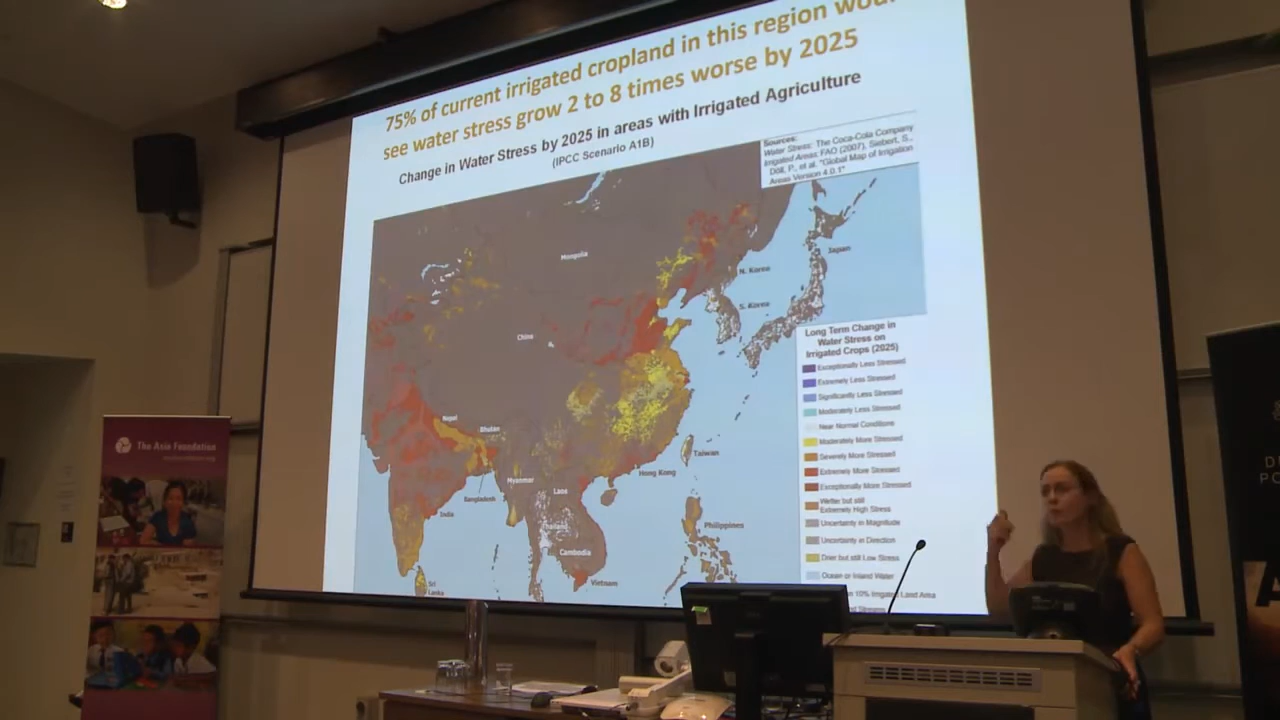 75% of current irrigated cropland in this region would
see water stress grow 2 to 8 times worse by 2025
Change in Water Stress by 2025 in areas with Irrigated Agriculture
(IPCC Scenario A1B)
Sources:
Water Stress: The Coca-Cola Company
Irrigated Areas: FAO (2007), Siebert, S.,
Döll, P., et al. "Global Map of Irrigation
Areas Version 4.0.1"
Mongolia
Japan
N. Korea
S. Korea
China
Nepal
Bhutan
Taiwan
Hong Kong
Myanmar
Laos
Bangladesh
India
Thailand
Philippines
Cambodia
Vietnam
Sri
Lanka
Long Term Change in
Water Stress on
Irrigated Crops (2025)
Exceptionally Less Stressed
Extremely Less Stressed
Significantly Less Stressed
Moderately Less Stressed
Near Normal Conditions
Moderately More Stressed
Severely More Stressed
Extremely More Stressed
Exceptionally More Stressed
Wetter but still
Extremely High Stress
Uncertainty in Magnitude
Uncertainty in Direction
Drier but still Low Stress
Ocean or Inland Water
10% Irrigated Land Area
The Asia Foundation